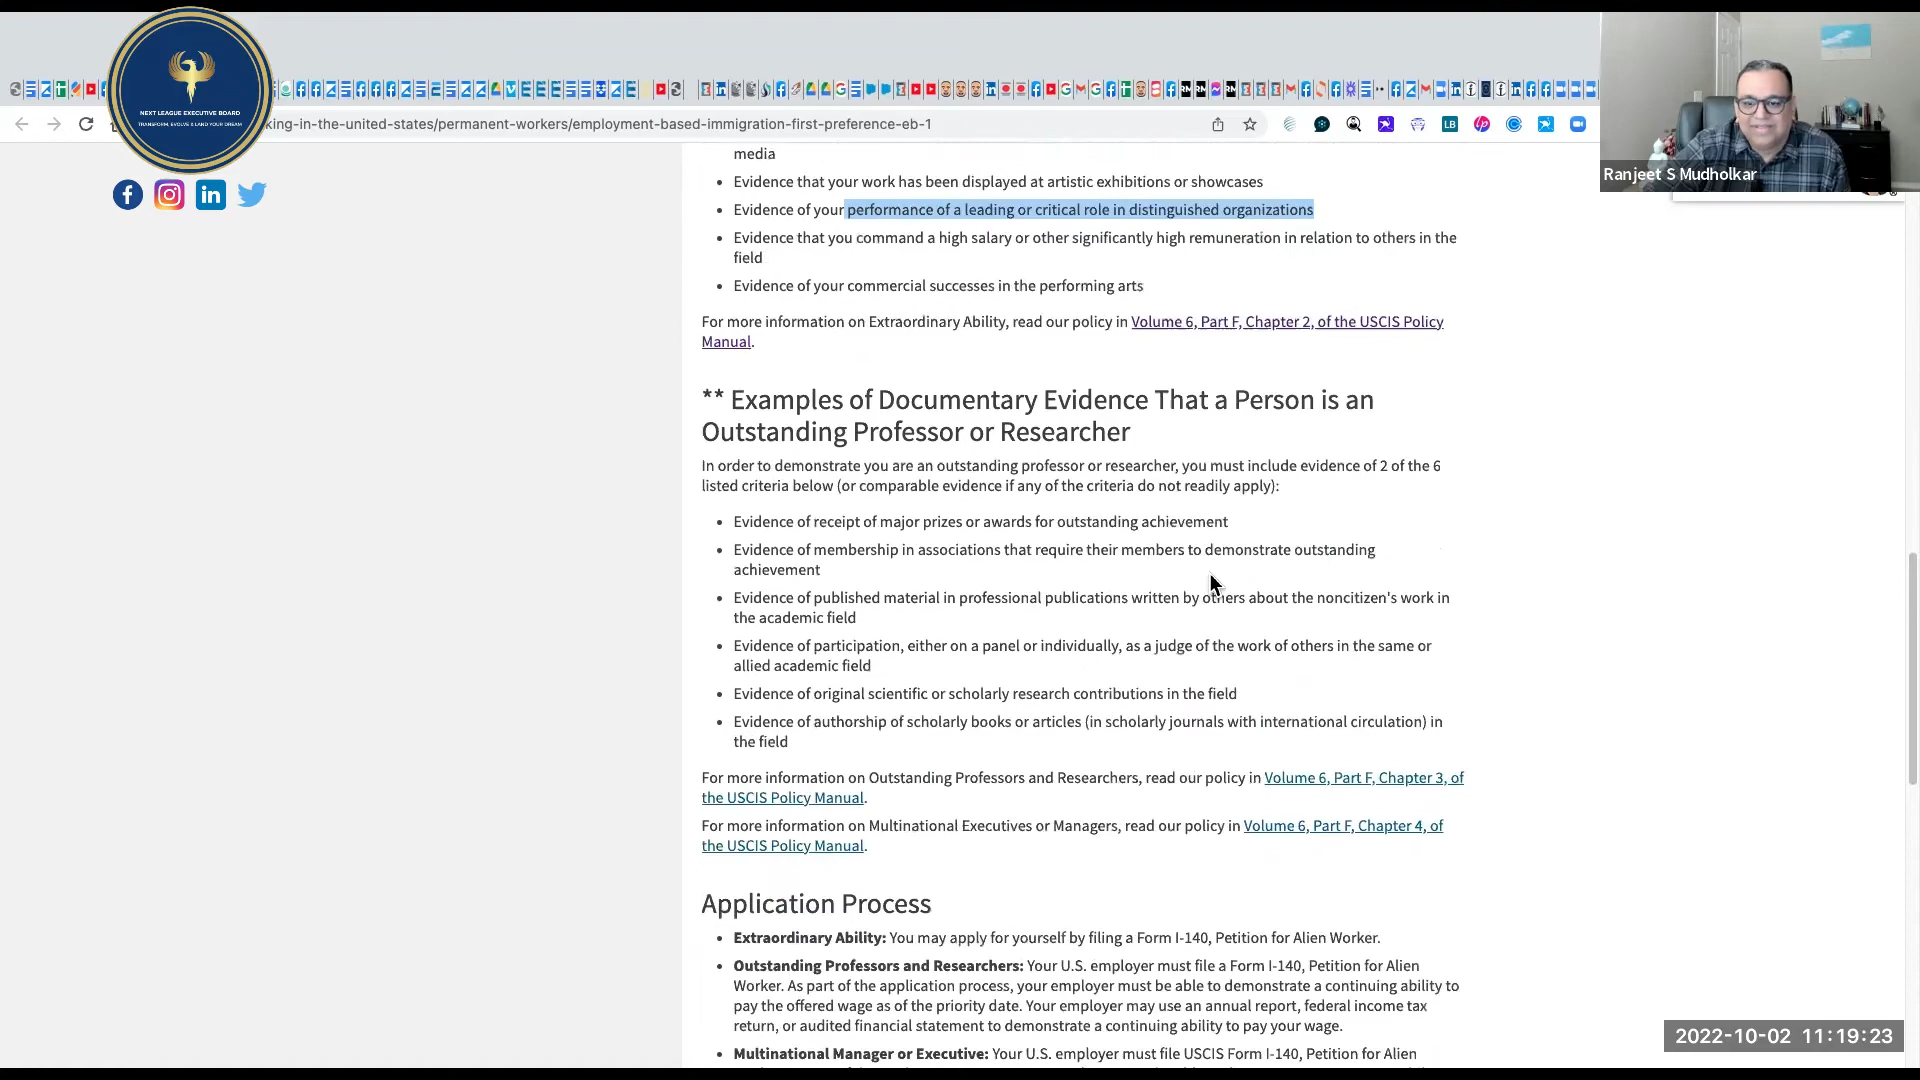 NEXT LEAGUE EXECUTIVE BOARD
TRANSFORM, EVOLVE & LAND YOUR DREAM
king-in-the-united-states/permanent-workers/employment-based-immigration-first-preference-eb-1
Ranjeet S Mudholkar
media
• Evidence that your work has been displayed at artistic exhibitions or showcases
• Evidence of your performance of a leading or critical role in distinguished organizations
• Evidence that you command a high salary or other significantly high remuneration in relation to others in the
field
• Evidence of your commercial successes in the performing arts
For more information on Extraordinary Ability, read our policy in Volume 6, Part F, Chapter 2, of the USCIS Policy
Manual.
** Examples of Documentary Evidence That a Person is an
Outstanding Professor or Researcher
In order to demonstrate you are an outstanding professor or researcher, you must include evidence of 2 of the 6
listed criteria below (or comparable evidence if any of the criteria do not readily apply):
• Evidence of receipt of major prizes or awards for outstanding achievement
• Evidence of membership in associations that require their members to demonstrate outstanding
achievement
• Evidence of published material in professional publications written by others about the noncitizen's work in
the academic field
• Evidence of participation, either on a panel or individually, as a judge of the work of others in the same or
allied academic field
• Evidence of original scientific or scholarly research contributions in the field
• Evidence of authorship of scholarly books or articles (in scholarly journals with international circulation) in
the field
For more information on Outstanding Professors and Researchers, read our policy in Volume 6, Part F, Chapter 3, of
the USCIS Policy Manual.
For more information on Multinational Executives or Managers, read our policy in Volume 6, Part F, Chapter 4, of
the USCIS Policy Manual.
Application Process
• Extraordinary Ability: You may apply for yourself by filing a Form I-140, Petition for Alien Worker.
• Outstanding Professors and Researchers: Your U.S. employer must file a Form I-140, Petition for Alien
Worker. As part of the application process, your employer must be able to demonstrate a continuing ability to
pay the offered wage as of the priority date. Your employer may use an annual report, federal income tax
return, or audited financial statement to demonstrate a continuing ability to pay your wage.
• Multinational Manager or Executive: Your U.S. employer must file USCIS Form I-140, Petition for Alien
2022-10-02 11:19:23